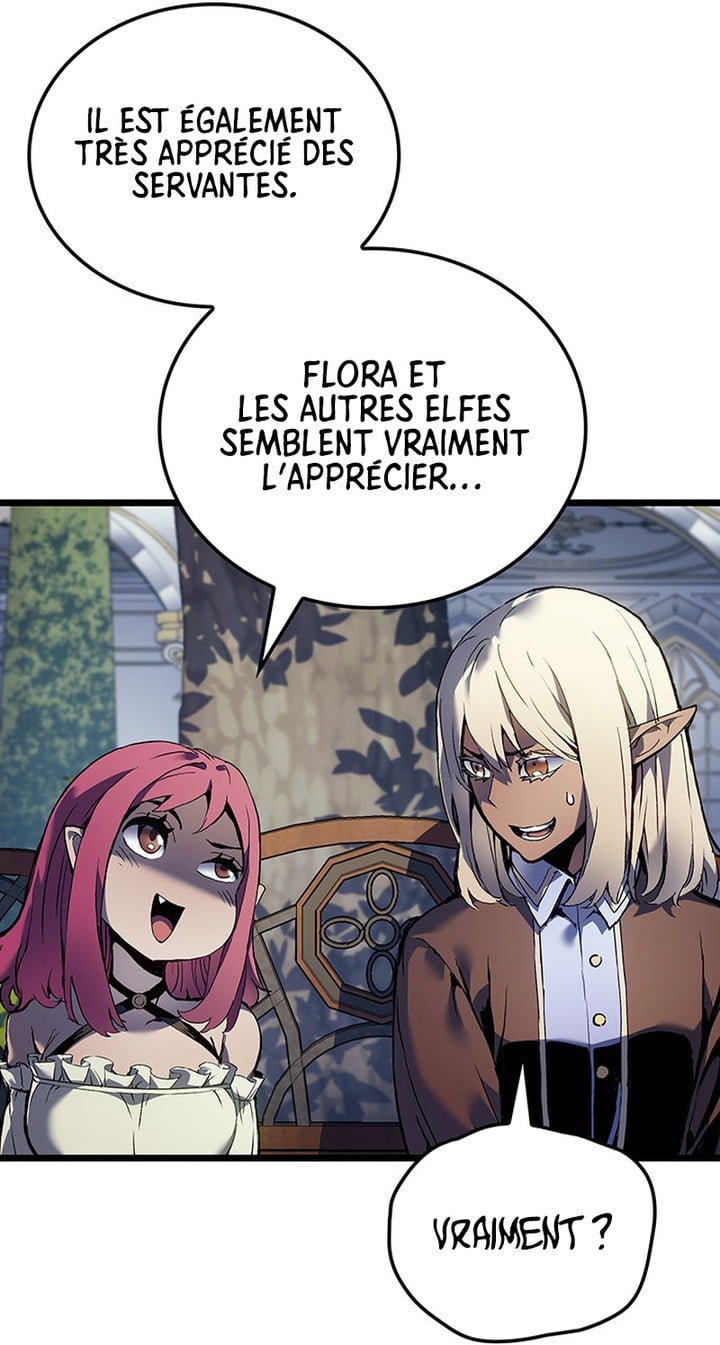 IL EST ÉGALEMENT
TRÈS APPRÉCIÉ DES
SERVANTES.
FLORA ET
LES AUTRES ELFES
SEMBLENT VRAIMENT
L'APPRÉCIER...
VRAIMENT ?